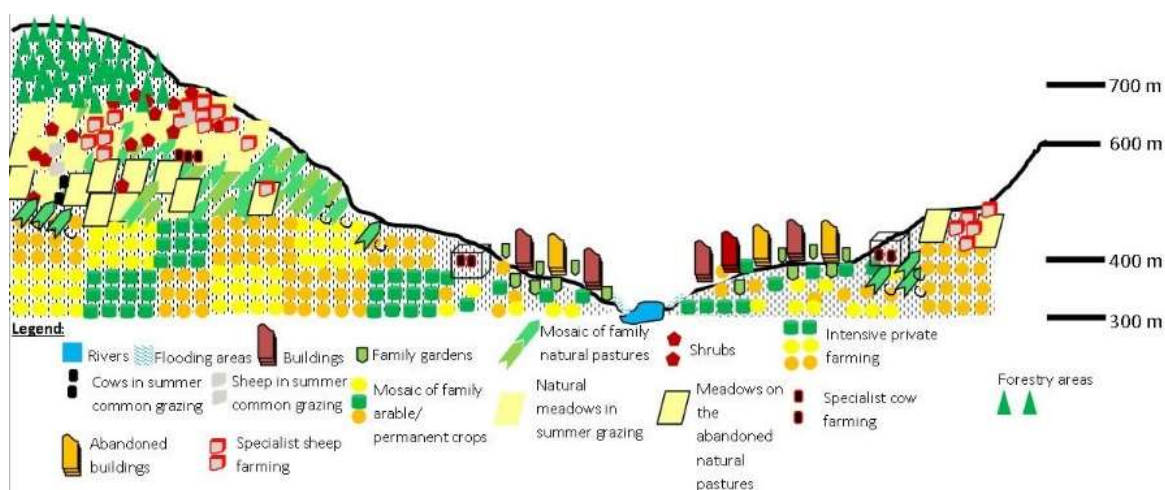 700 m
600 m
400 m
300 m
Legend:
Rivers
Flooding areas
Buildings
Family gardens
Mosaic of family
natural pastures
Shrubs
Intensive private
farming
Cows in summer
common grazing
Sheep in summer
common grazing
Mosaic of family
arable/
permanent crops
Natural
meadows in
summer grazing
Meadows on
the
abandoned
natural
pastures
Specialist cow
farming
Forestry areas
Abandoned
buildings
Specialist sheep
farming